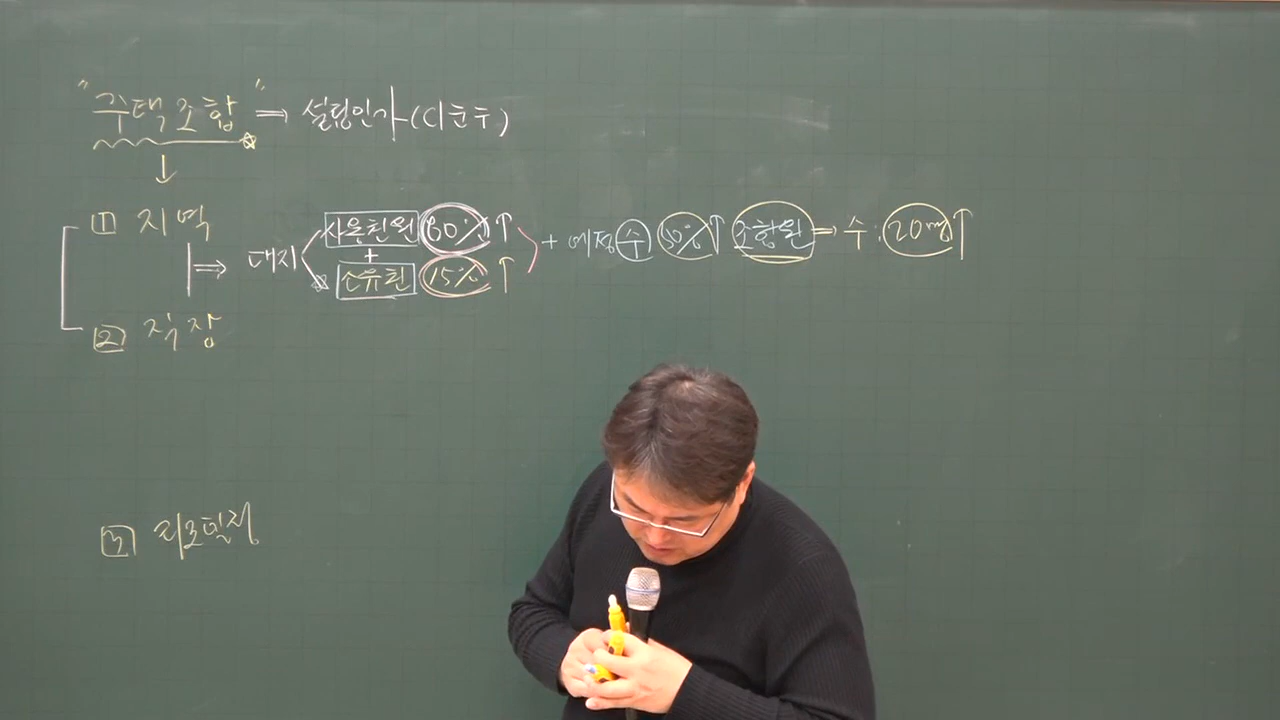 "주택조합" ⇒ 설립인가(시군구)
↓
① 지역
⇒ 대지 사용권원 80%↑ + 소유권 15%↑ + 예정 수 50%↑ 조합원 ⇒ 수: 20명↑
② 직장
③ 리모델링